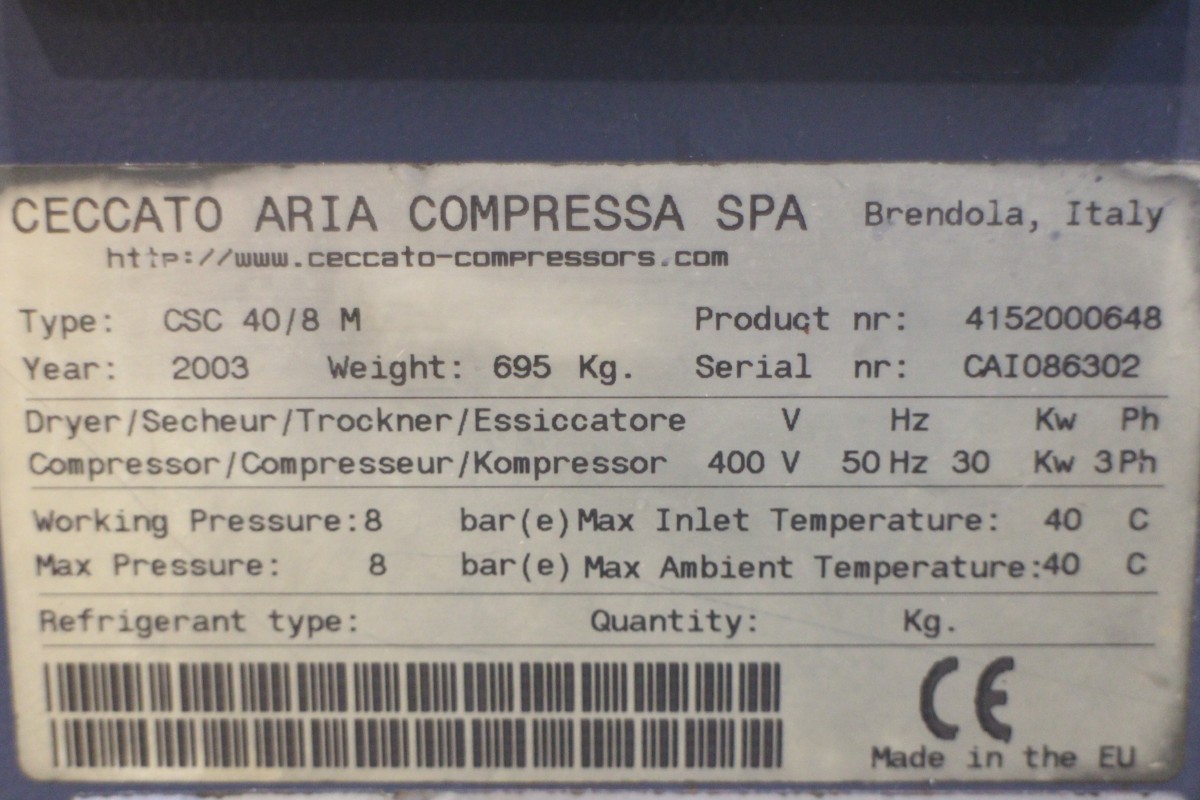 CECCATO ARIA COMPRESSA SPA Brendola, Italy
http://www.ceccato-compressors.com
Type: CSC 40/8 M Product nr: 4152000648
Year: 2003 Weight: 695 Kg. Serial nr: CAI086302
Dryer/Secheur/Trockner/Essiccatore V Hz Kw Ph
Compressor/Compresseur/Kompressor 400 V 50 Hz 30 Kw 3 Ph
Working Pressure:8 bar(e) Max Inlet Temperature: 40 C
Max Pressure: 8 bar(e) Max Ambient Temperature:40 C
Refrigerant type: Quantity: Kg.
CE
Made in the EU